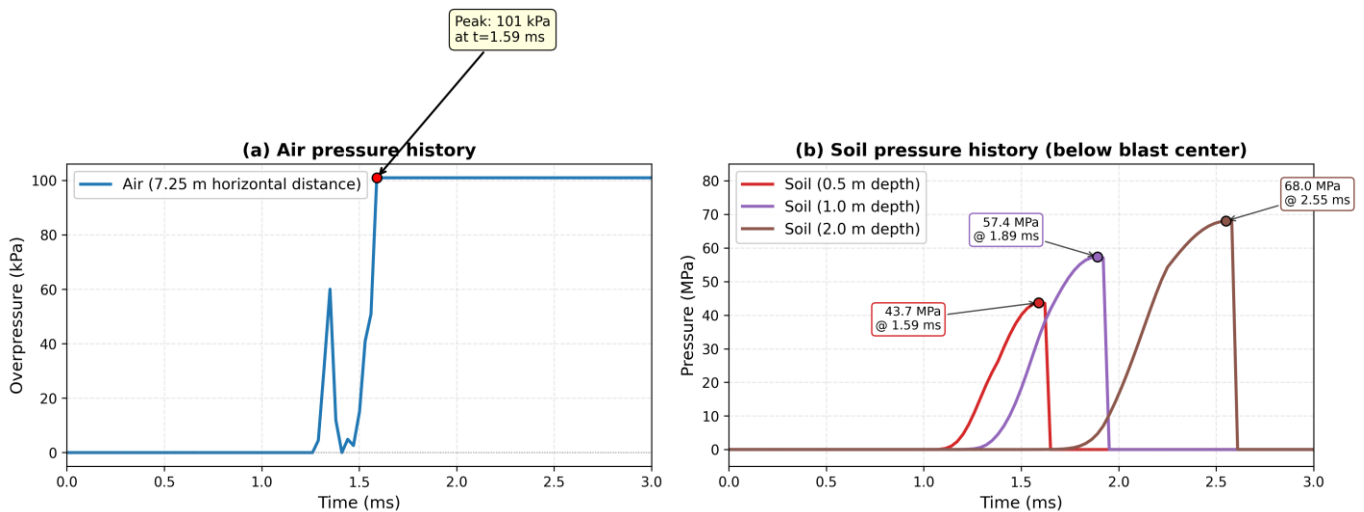 Peak: 101 kPa
at t=1.59 ms
(a) Air pressure history
Air (7.25 m horizontal distance)
Overpressure (kPa)
100
80
60
40
20
0
0.0
0.5
1.0
1.5
2.0
2.5
3.0
Time (ms)
(b) Soil pressure history (below blast center)
Soil (0.5 m depth)
Soil (1.0 m depth)
Soil (2.0 m depth)
68.0 MPa
@ 2.55 ms
57.4 MPa
@ 1.89 ms
43.7 MPa
@ 1.59 ms
Pressure (MPa)
80
70
60
50
40
30
20
10
0
0.0
0.5
1.0
1.5
2.0
2.5
3.0
Time (ms)